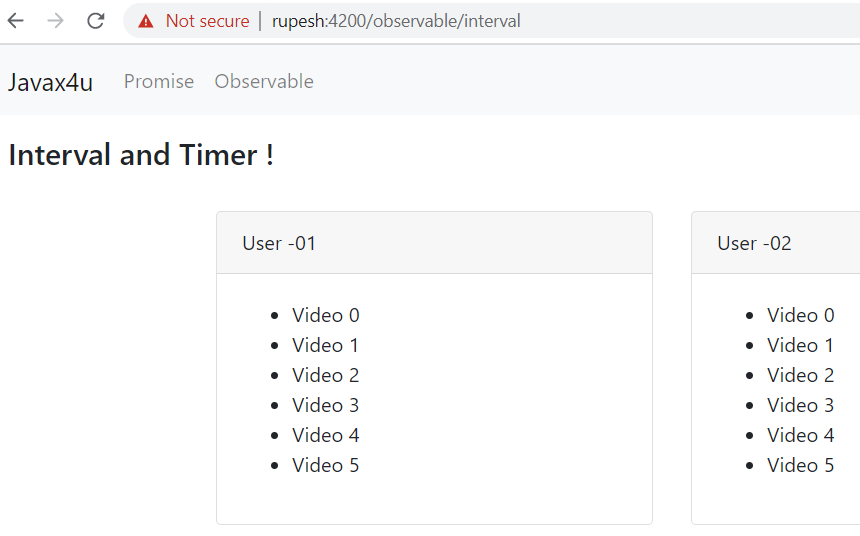 Not secure | rupesh:4200/observable/interval
Javax4u Promise Observable
Interval and Timer !
User -01
Video 0
Video 1
Video 2
Video 3
Video 4
Video 5
User -02
Video 0
Video 1
Video 2
Video 3
Video 4
Video 5